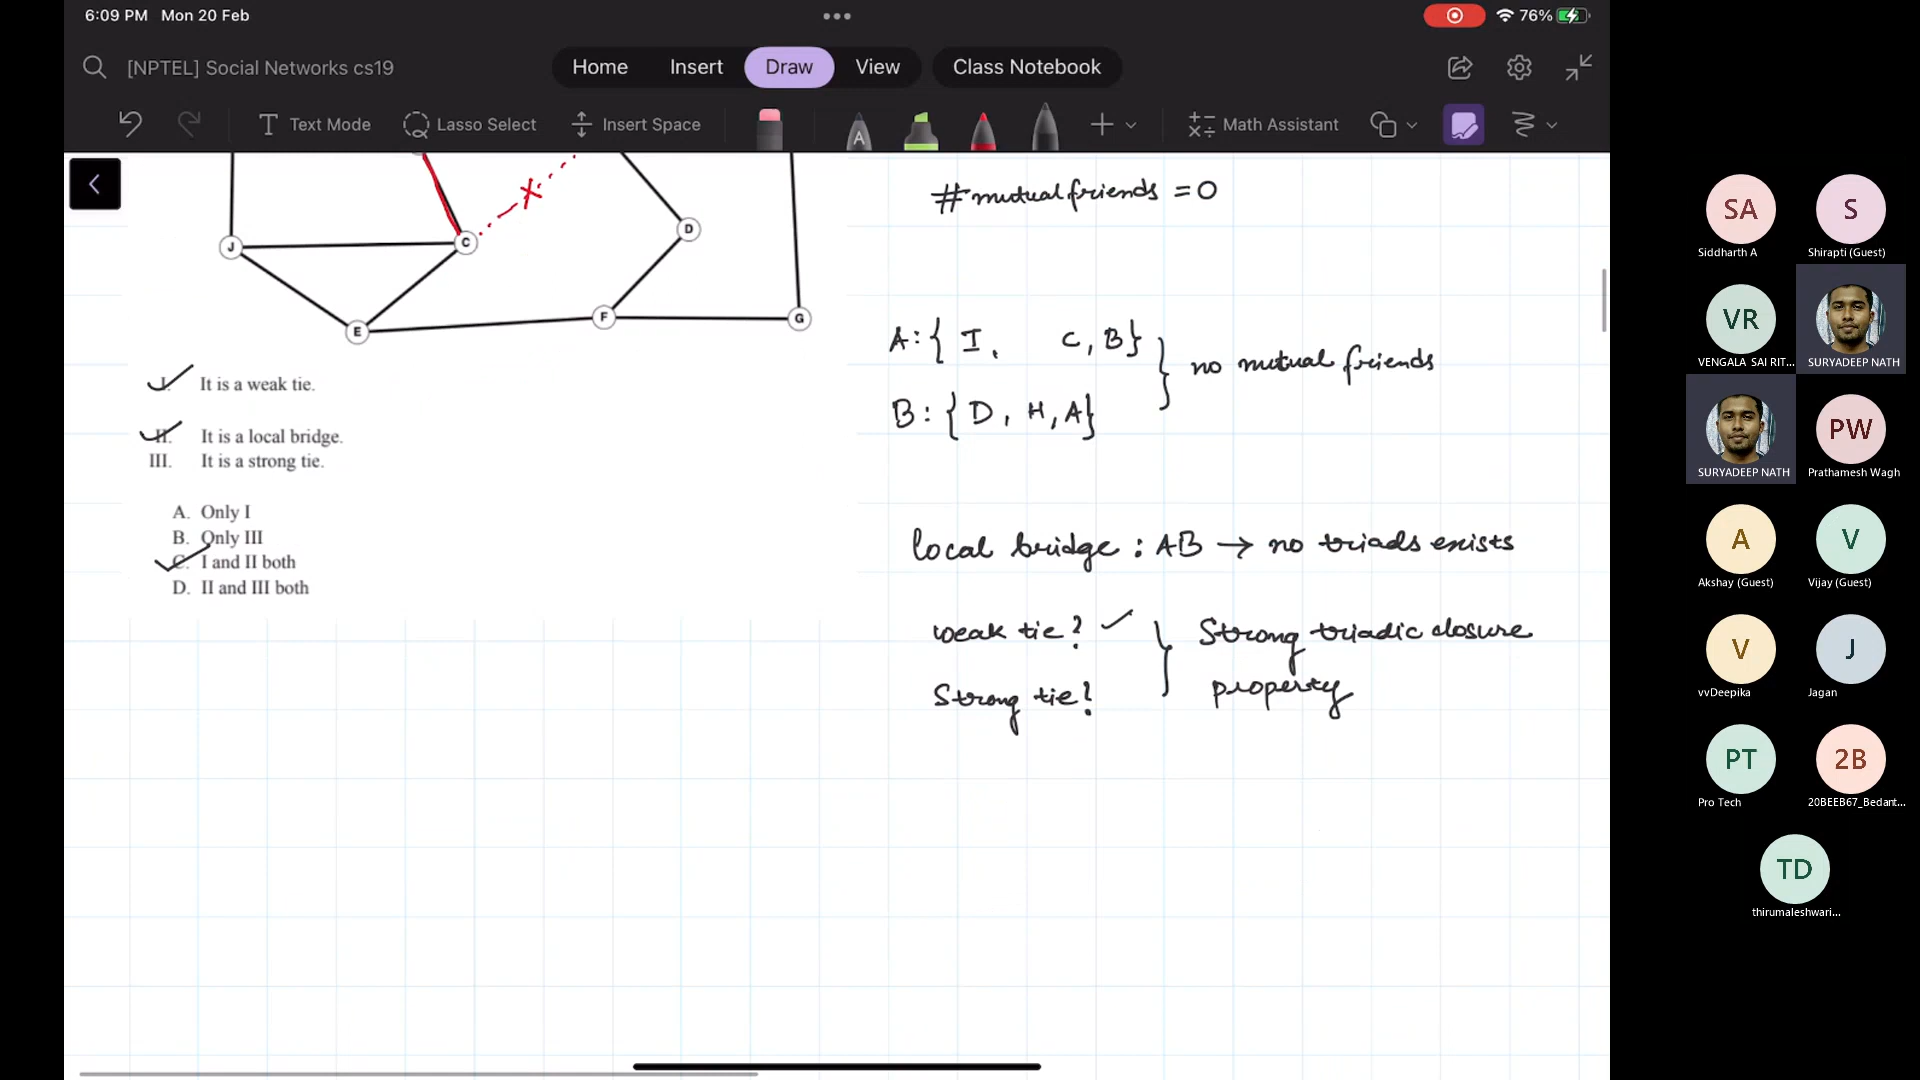 6:09 PM Mon 20 Feb
76%
[NPTEL] Social Networks cs19
Home Insert Draw View Class Notebook
Text Mode Lasso Select Insert Space A Math Assistant
J C D E F G
I. It is a weak tie.
II. It is a local bridge.
III. It is a strong tie.
A. Only I
B. Only III
C. I and II both
D. II and III both
#mutual friends = 0
A: { I, C, B }
no mutual friends
B: { D, H, A }
local bridge : AB → no triads exists
weak tie? ✓
Strong triadic closure
property
Strong tie?
SA S
Siddharth A Shirapti (Guest)
VR
VENGALA SAI RIT... SURYADEEP NATH
PW
SURYADEEP NATH Prathamesh Wagh
A V
Akshay (Guest) Vijay (Guest)
V J
vvDeepika Jagan
PT 2B
Pro Tech 20BEEB67_Bedant...
TD
thirumaleshwari...